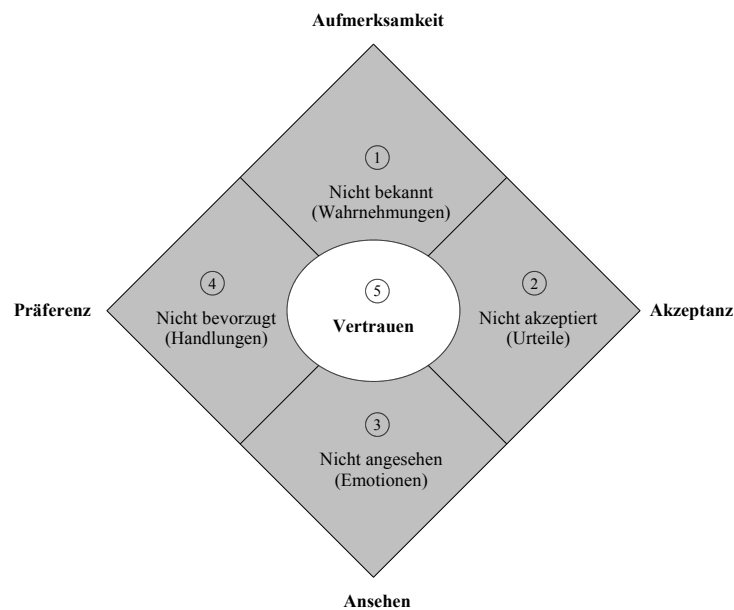 Aufmerksamkeit
1
Nicht bekannt
(Wahrnehmungen)
4
Nicht bevorzugt
(Handlungen)
Präferenz
5
Vertrauen
2
Nicht akzeptiert
(Urteile)
Akzeptanz
3
Nicht angesehen
(Emotionen)
Ansehen